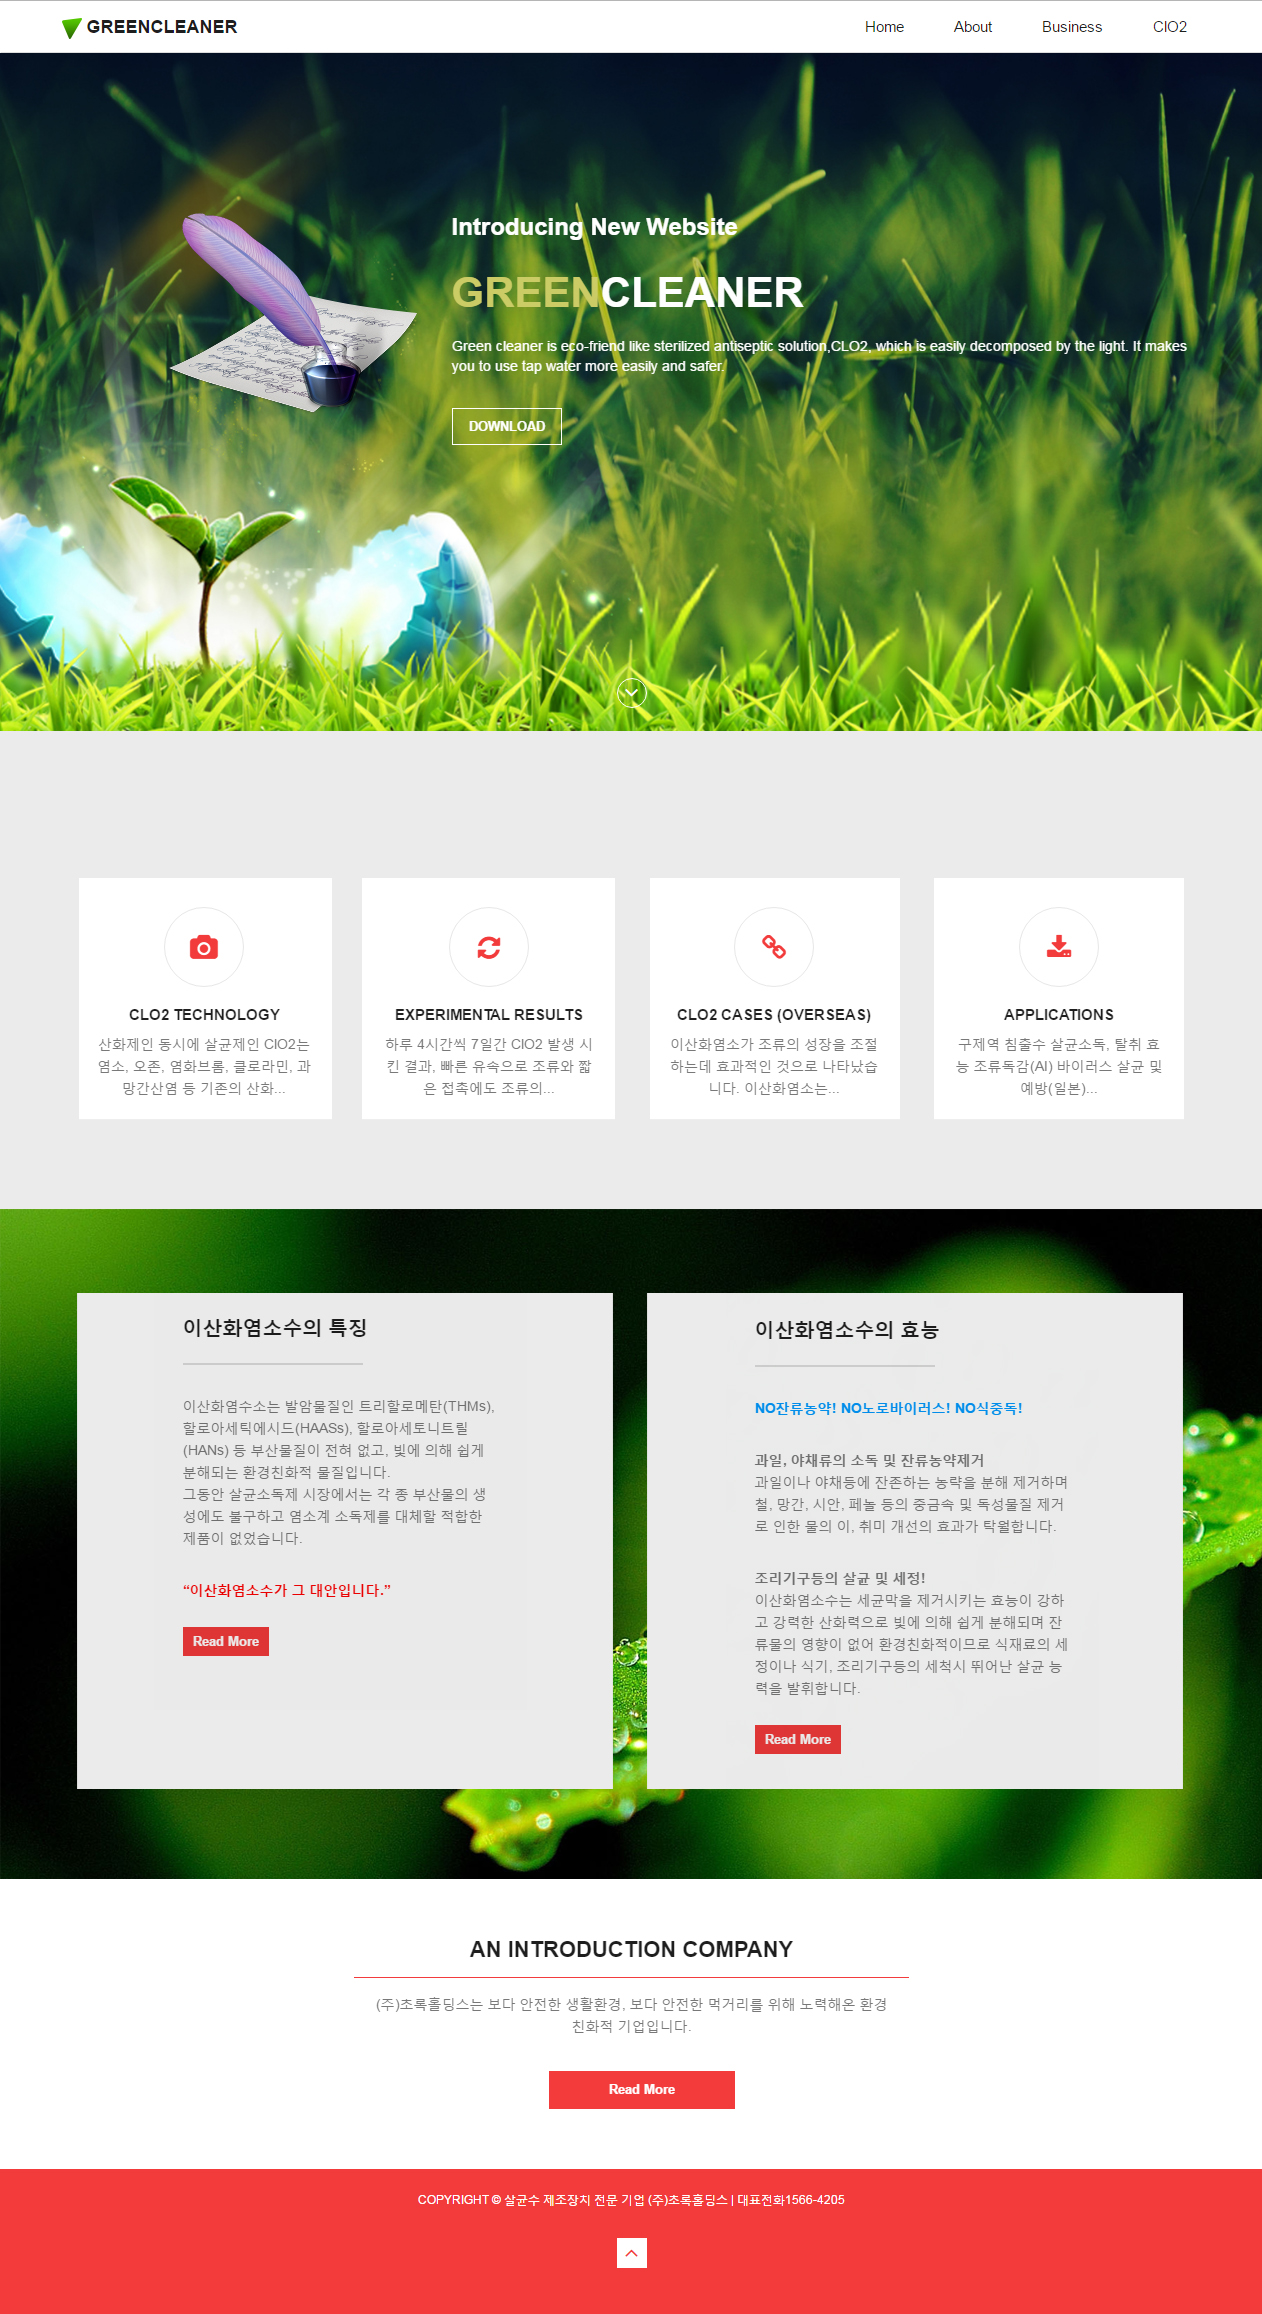 GREENCLEANER
Home About Business CIO2
Introducing New Website
GREENCLEANER
Green cleaner is eco-friend like sterilized antiseptic solution,CLO2, which is easily decomposed by the light. It makes
you to use tap water more easily and safer.
DOWNLOAD
CLO2 TECHNOLOGY
산화제인 동시에 살균제인 ClO2는
염소, 오존, 염화브롬, 클로라민, 과
망간산염 등 기존의 산화...
EXPERIMENTAL RESULTS
하루 4시간씩 7일간 ClO2 발생 시
킨 결과, 빠른 유속으로 조류와 짧
은 접촉에도 조류의...
CLO2 CASES (OVERSEAS)
이산화염소가 조류의 성장을 조절
하는데 효과적인 것으로 나타났습
니다. 이산화염소는...
APPLICATIONS
구제역 침출수 살균소독, 탈취 효
능 조류독감(AI) 바이러스 살균 및
예방(일본)...
이산화염소수의 특징
이산화염수소는 발암물질인 트리할로메탄(THMs),
할로아세틱에시드(HAASs), 할로아세토니트릴
(HANs) 등 부산물질이 전혀 없고, 빛에 의해 쉽게
분해되는 환경친화적 물질입니다.
그동안 살균소독제 시장에서는 각 종 부산물의 생
성에도 불구하고 염소계 소독제를 대체할 적합한
제품이 없었습니다.
“이산화염소수가 그 대안입니다.”
Read More
이산화염소수의 효능
NO잔류농약! NO노로바이러스! NO식중독!
과일, 야채류의 소독 및 잔류농약제거
과일이나 야채등에 잔존하는 농략을 분해 제거하며
철, 망간, 시안, 페놀 등의 중금속 및 독성물질 제거
로 인한 물의 이, 취미 개선의 효과가 탁월합니다.
조리기구등의 살균 및 세정!
이산화염소수는 세균막을 제거시키는 효능이 강하
고 강력한 산화력으로 빛에 의해 쉽게 분해되며 잔
류물의 영향이 없어 환경친화적이므로 식재료의 세
정이나 식기, 조리기구등의 세척시 뛰어난 살균 능
력을 발휘합니다.
Read More
AN INTRODUCTION COMPANY
(주)초록홀딩스는 보다 안전한 생활환경, 보다 안전한 먹거리를 위해 노력해온 환경
친화적 기업입니다.
Read More
COPYRIGHT © 살균수 제조장치 전문 기업 (주)초록홀딩스 | 대표전화1566-4205